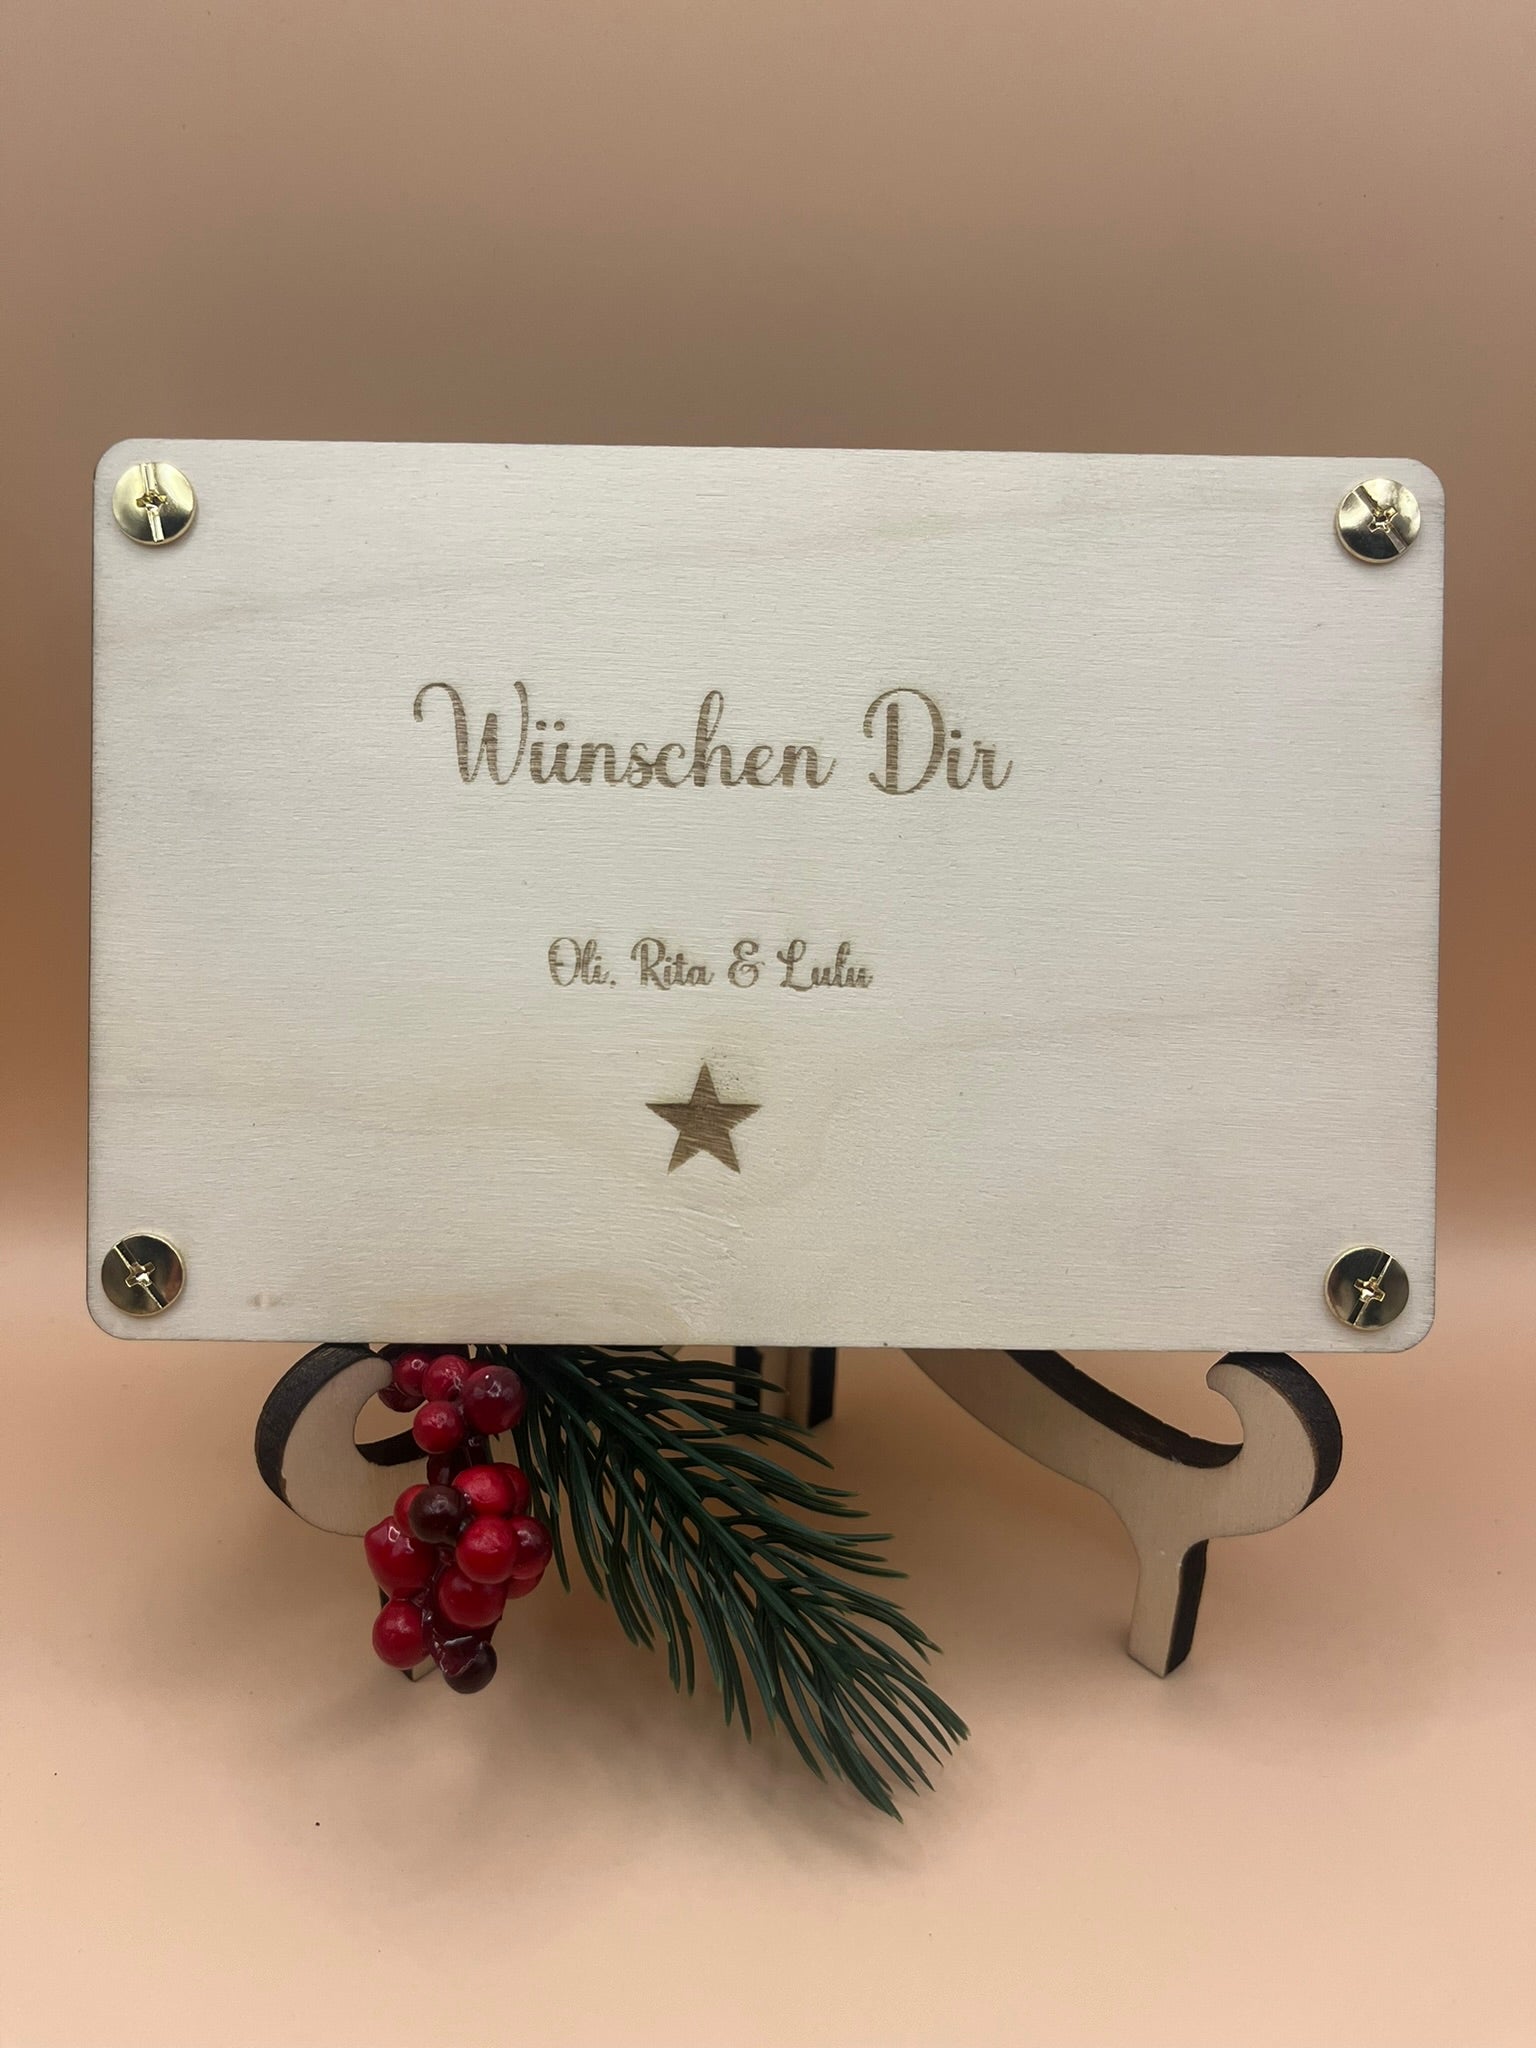 Wünschen Dir
Oli, Rita & Lulu